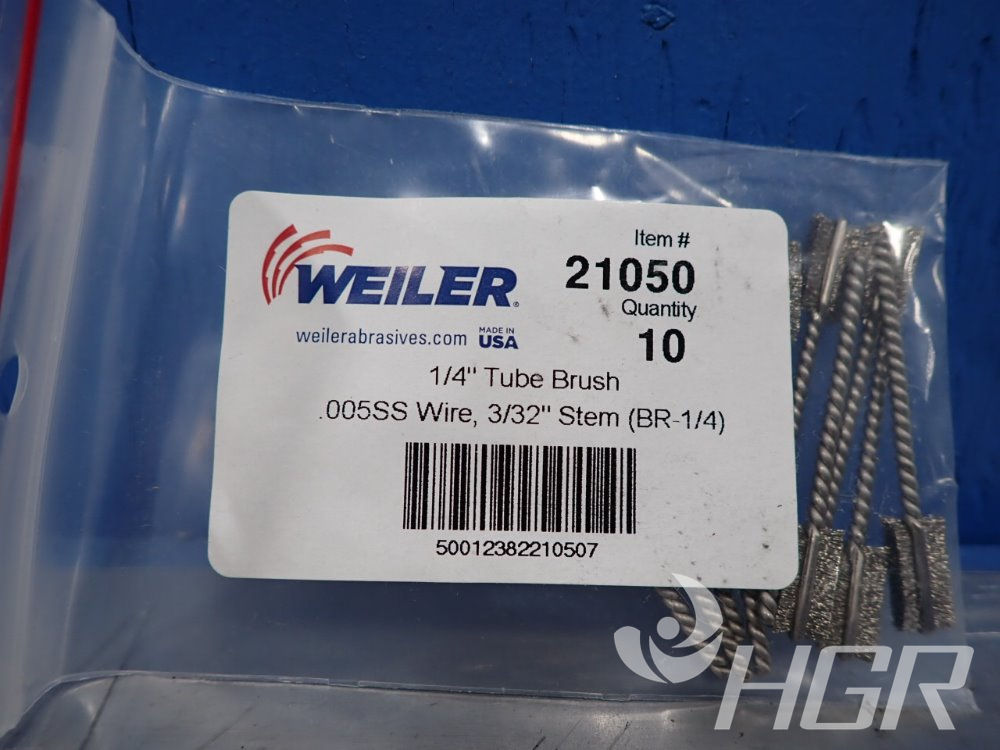 WEILER®
Item #
21050
Quantity
10
weilerabrasives.com MADE IN USA
1/4" Tube Brush
.005SS Wire, 3/32" Stem (BR-1/4)
50012382210507
HGR